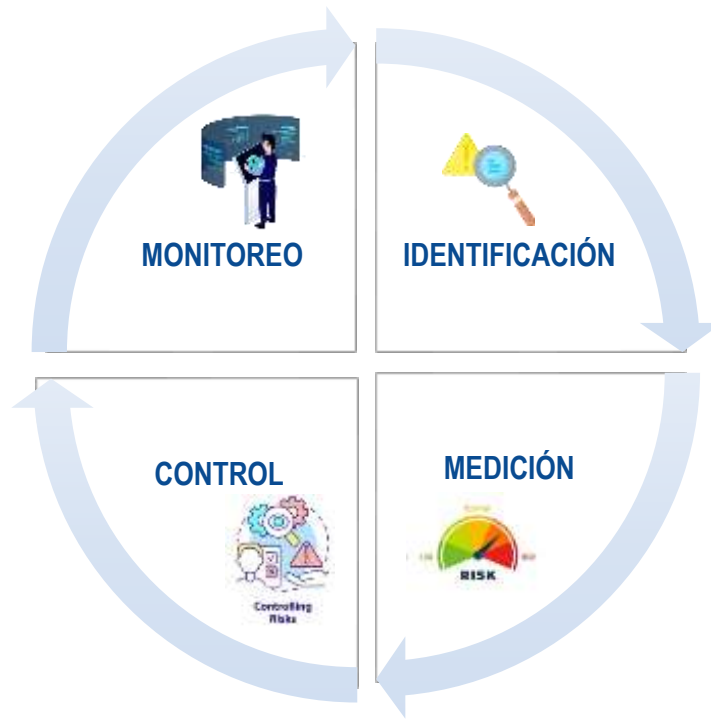 MONITOREO
IDENTIFICACIÓN
CONTROL
MEDICIÓN
RISK
Controlling
Risks